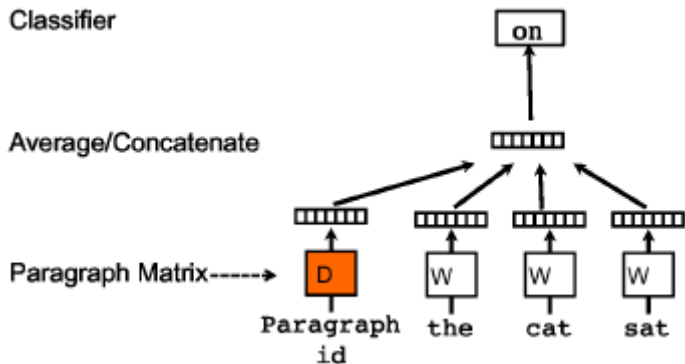 Classifier
on
Average/Concatenate
Paragraph Matrix
D
W
W
W
Paragraph
id
the
cat
sat